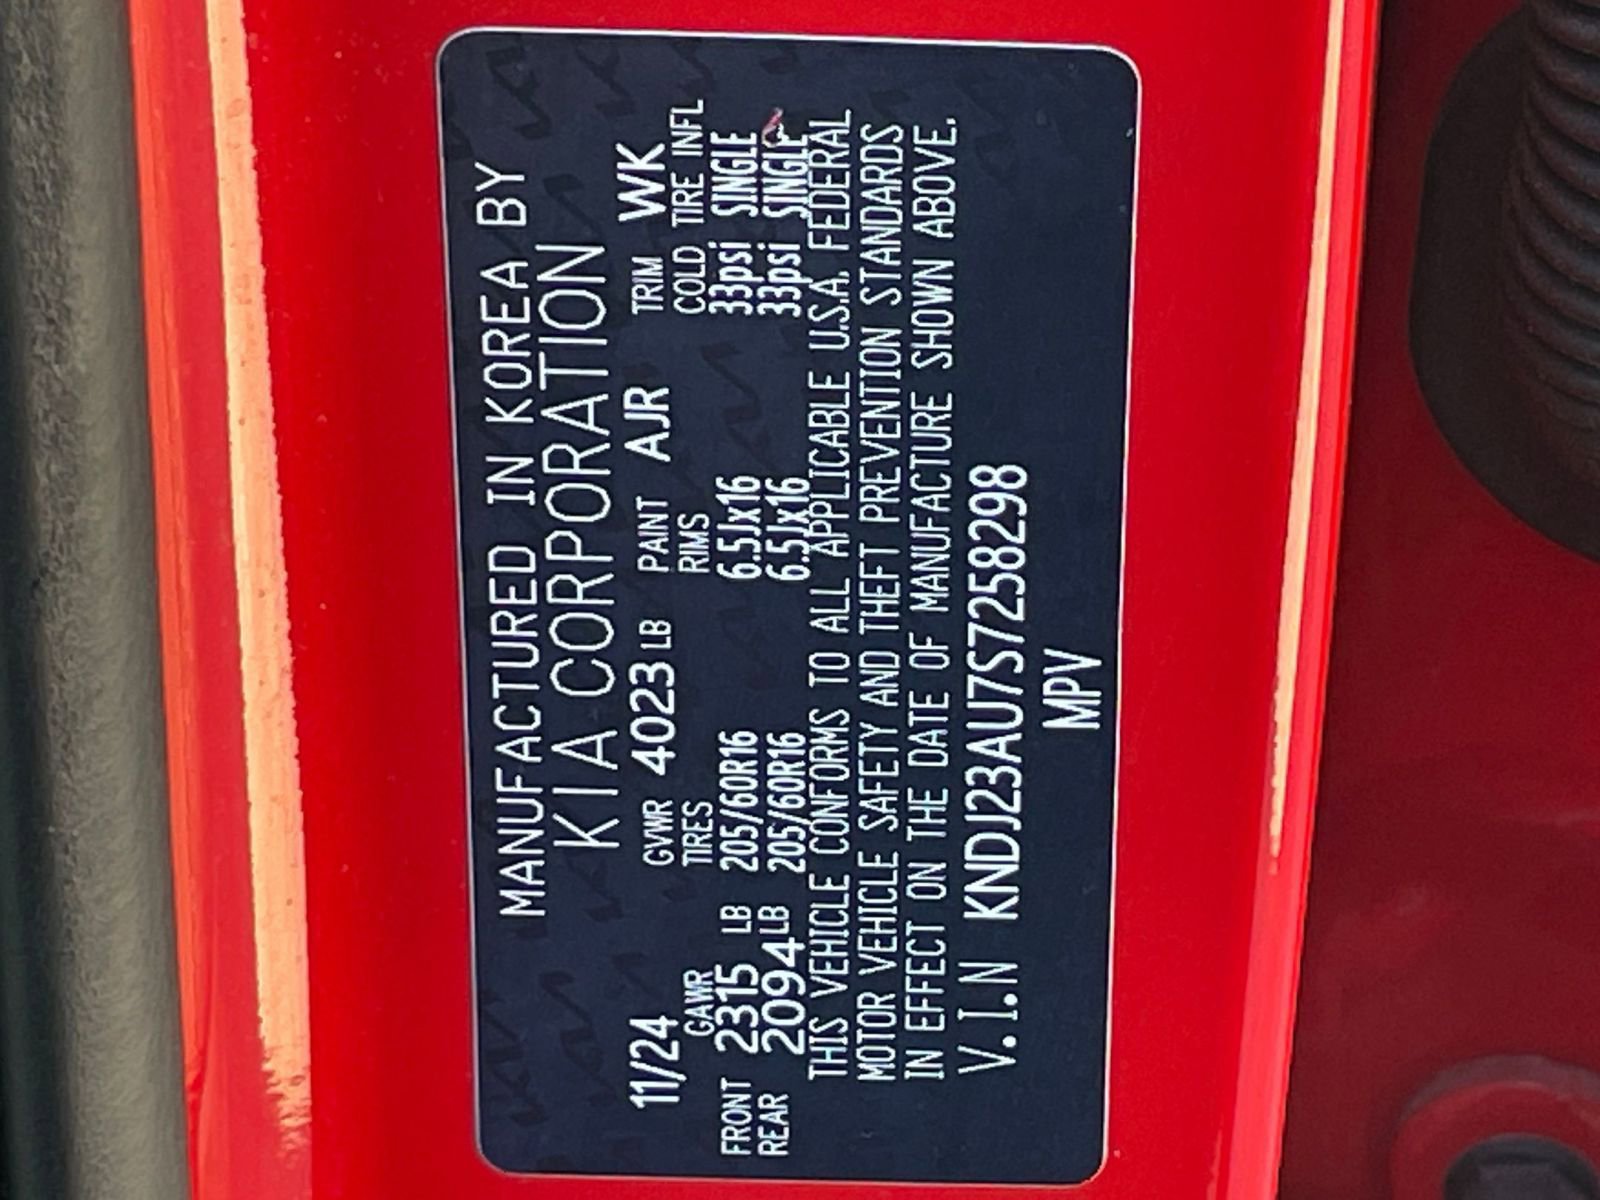 MANUFACTURED IN KOREA BY
KIA CORPORATION
11/24 GVWR 4023 LB PAINT AJR TRIM WK
GAWR TIRES RIMS COLD TIRE INFL
FRONT 2315 LB 205/60R16 6.5Jx16 33psi SINGLE
REAR 2094 LB 205/60R16 6.5Jx16 33psi SINGLE
THIS VEHICLE CONFORMS TO ALL APPLICABLE U.S.A. FEDERAL
MOTOR VEHICLE SAFETY AND THEFT PREVENTION STANDARDS
IN EFFECT ON THE DATE OF MANUFACTURE SHOWN ABOVE.
V.I.N KNDJ23AU7S7258298
MPV